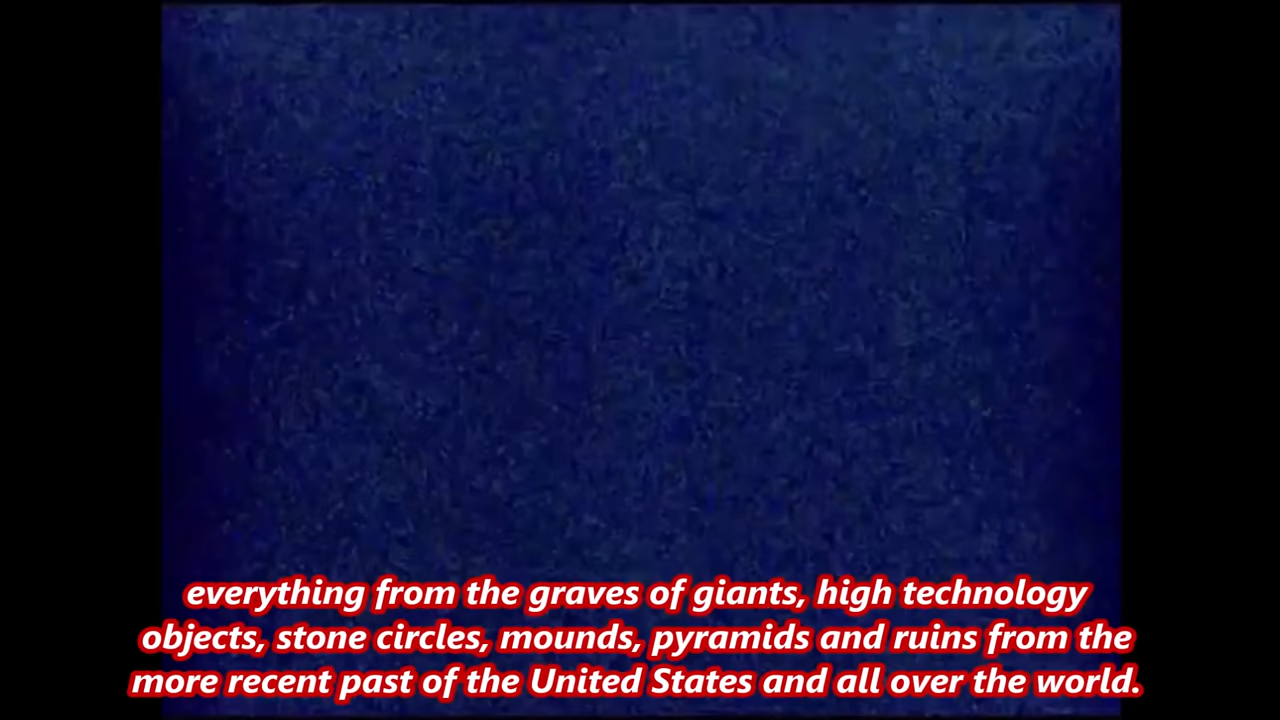 everything from the graves of giants, high technology
objects, stone circles, mounds, pyramids and ruins from the
more recent past of the United States and all over the world.